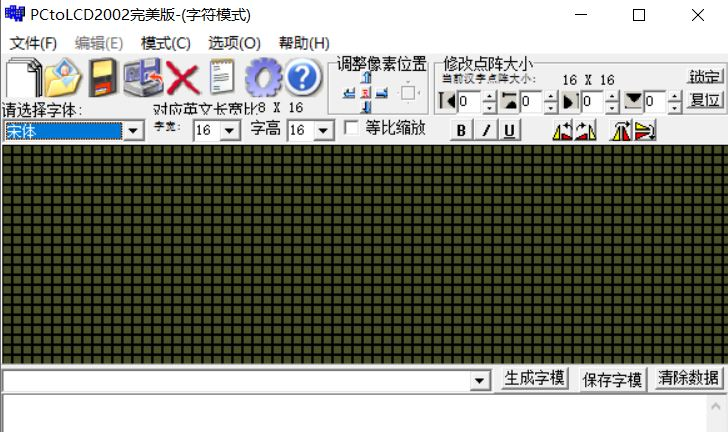 PCtoLCD2002完美版-(字符模式)
文件(F) 编辑(E) 模式(C) 选项(O) 帮助(H)
调整像素位置
修改点阵大小
当前汉字点阵大小: 16 X 16
锁定
0 0 0 0 复位
请选择字体: 对应英文长宽比8 X 16
宋体 字宽: 16 字高 16 等比缩放 B I U
生成字模 保存字模 清除数据